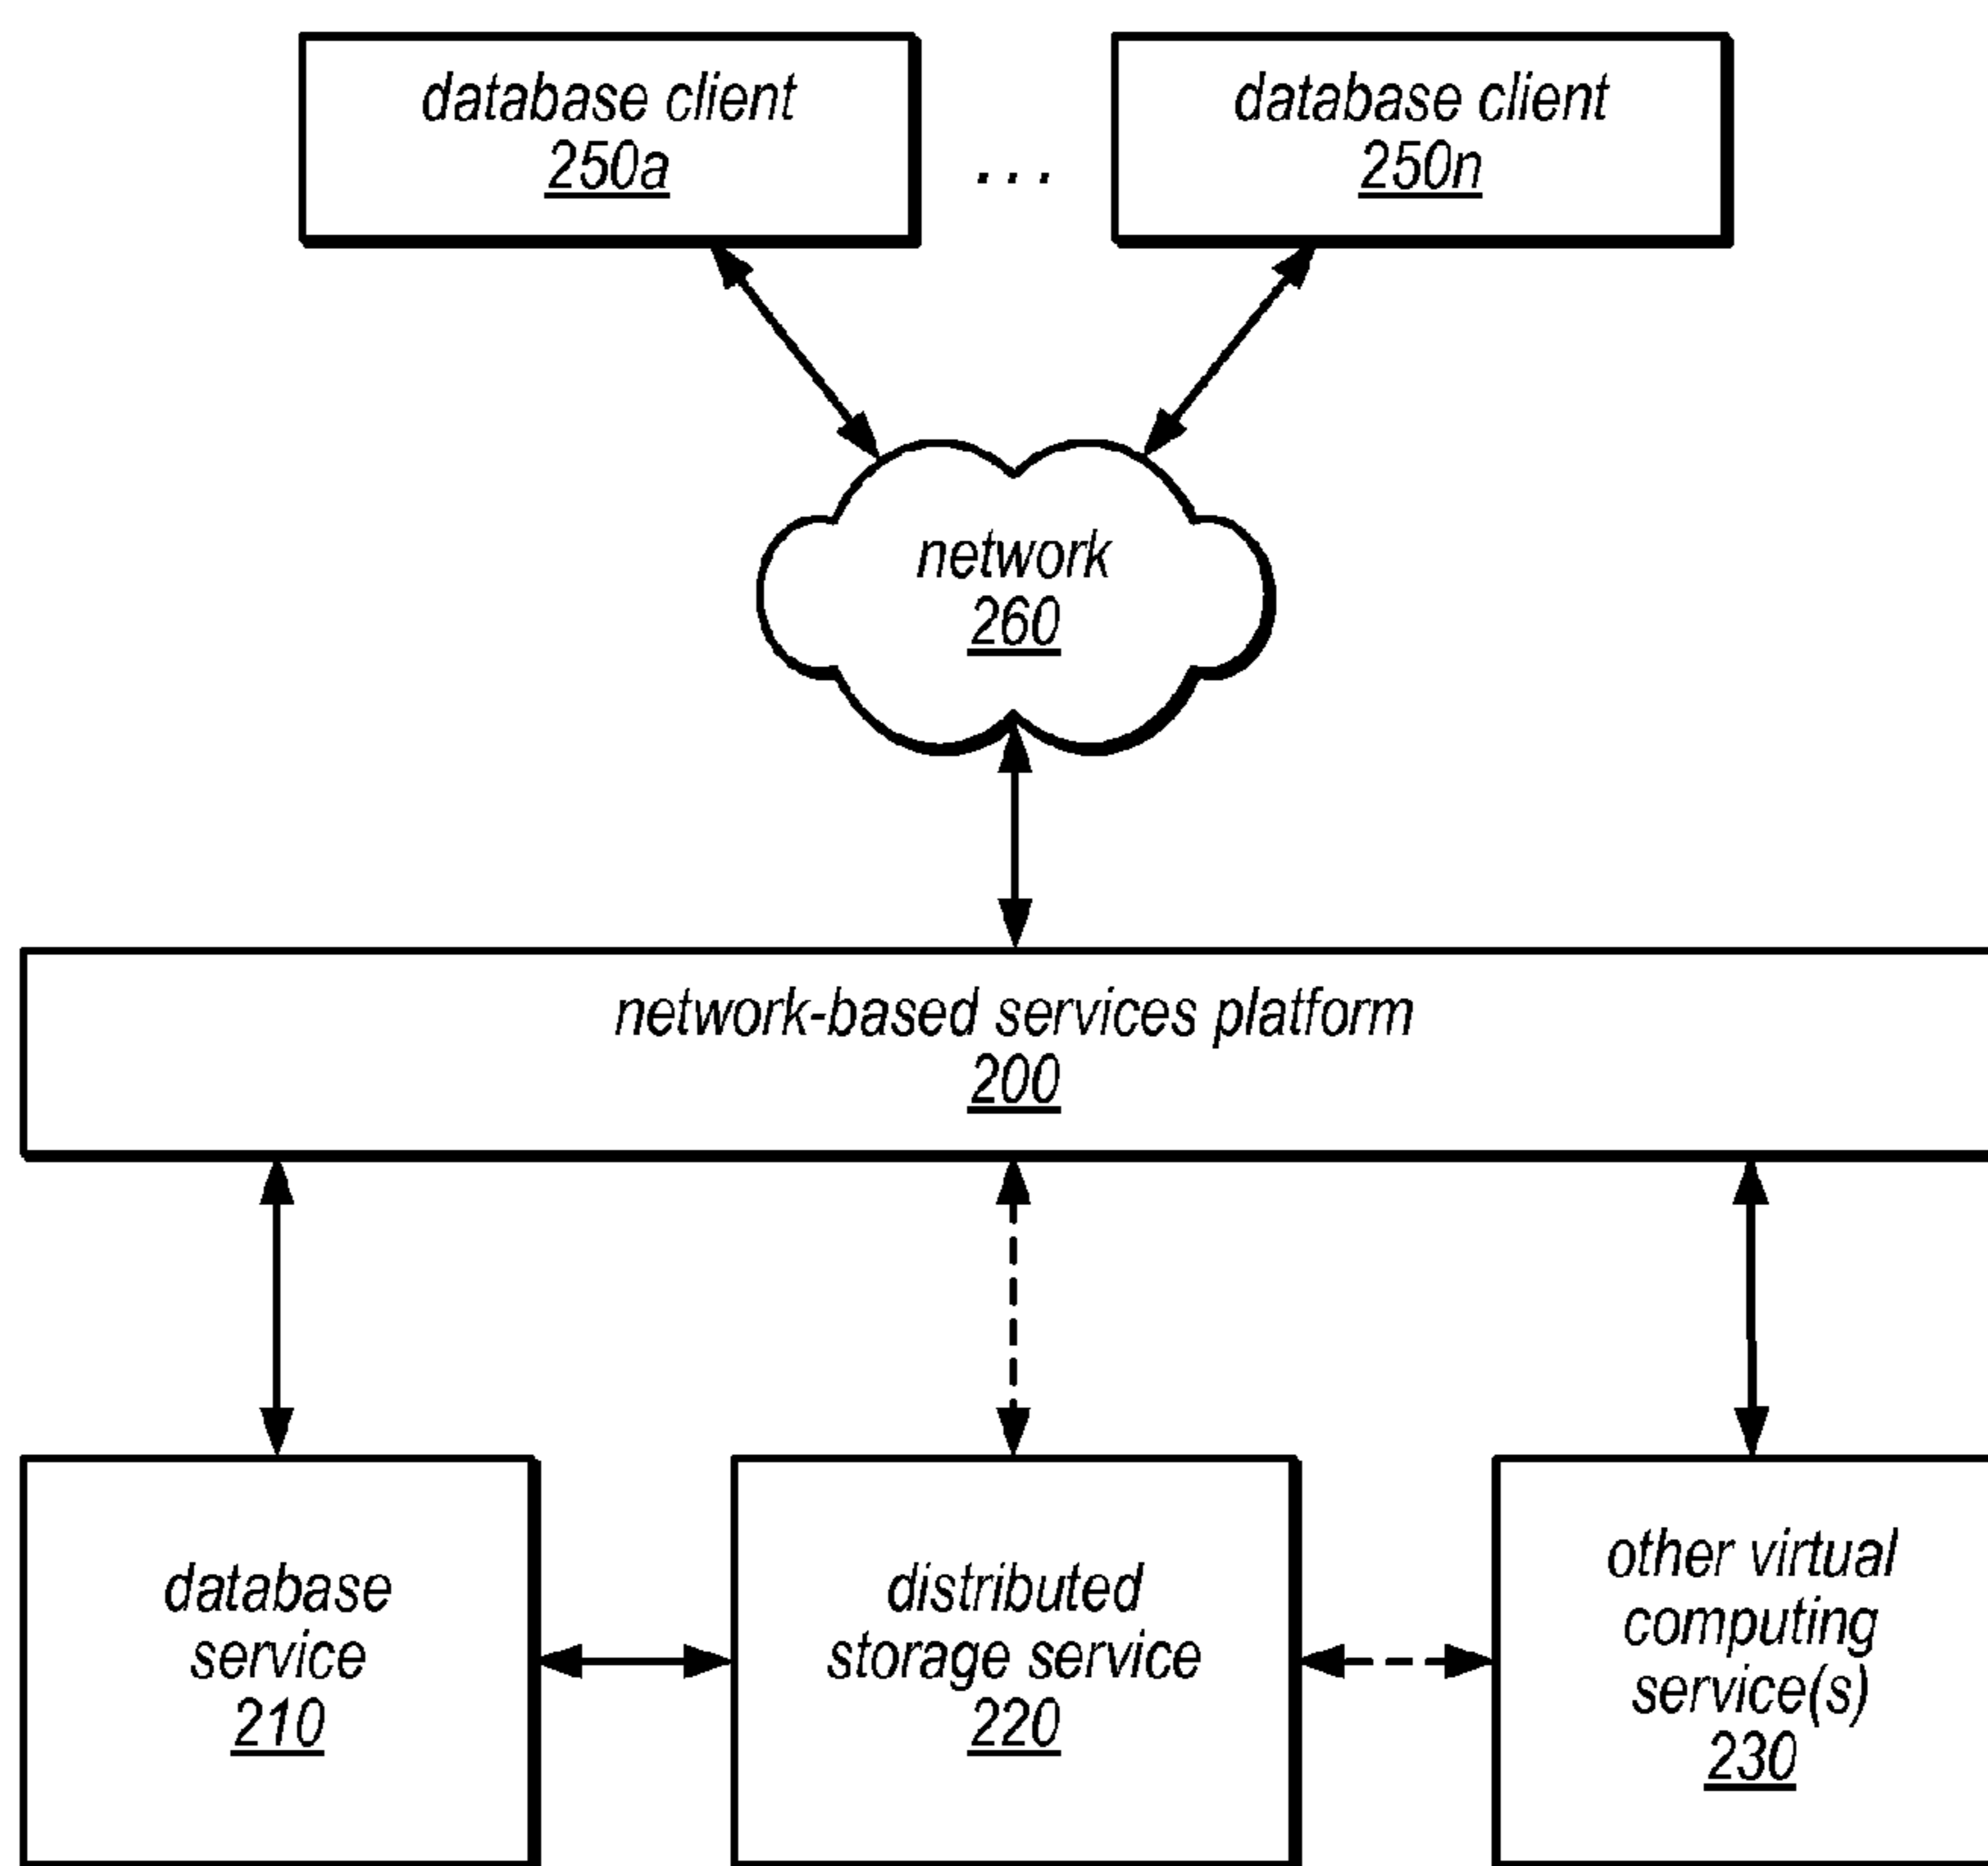 database client
250a
...
database client
250n
network
260
network-based services platform
200
database
service
210
distributed
storage service
220
other virtual
computing
service(s)
230